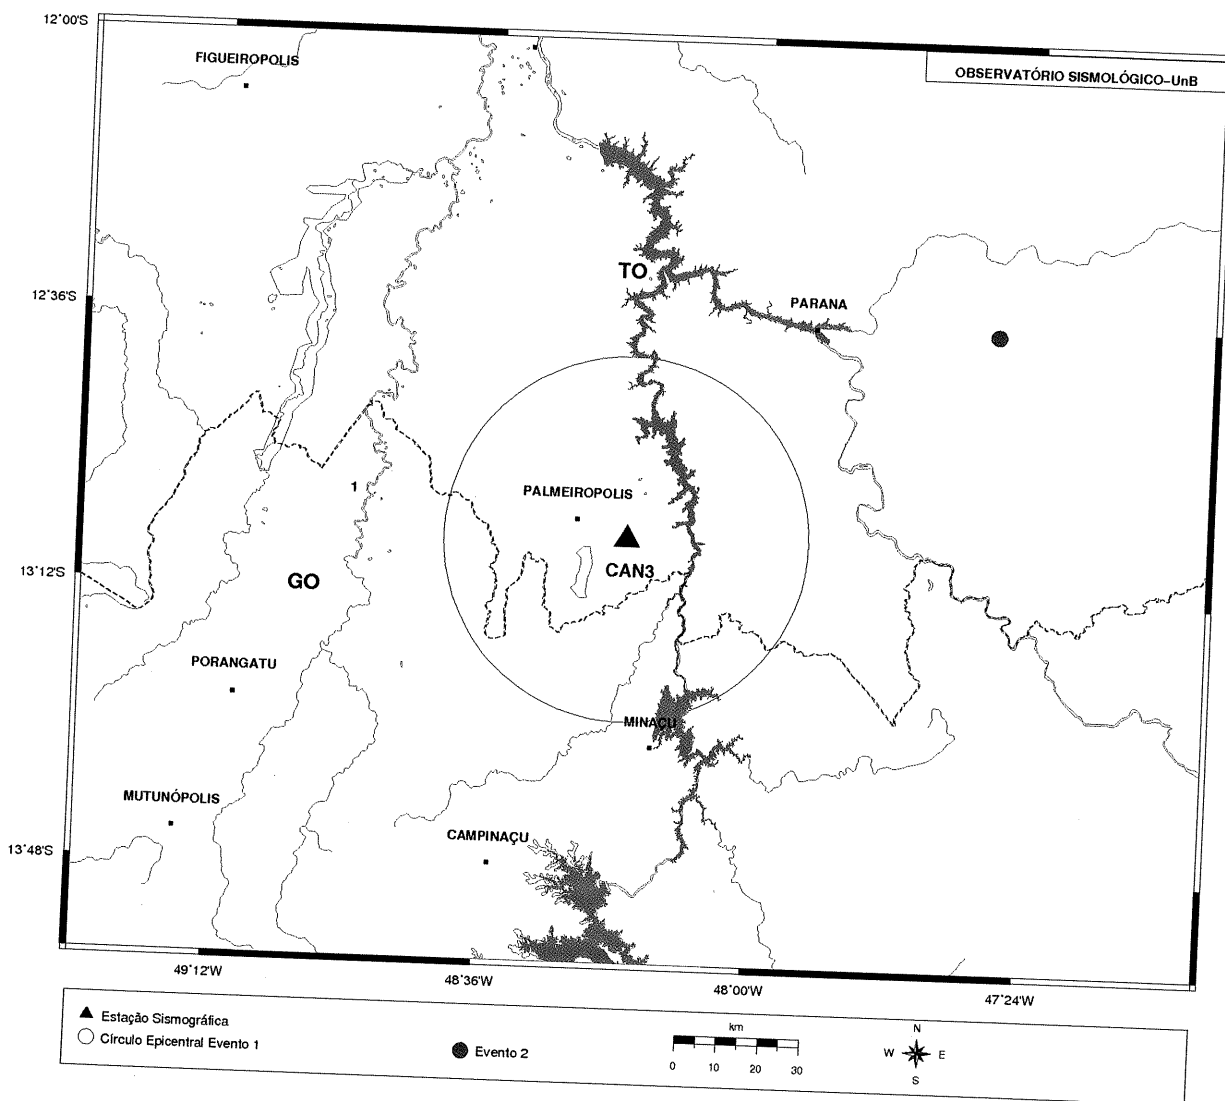 12°00'S
FIGUEIROPOLIS
OBSERVATÓRIO SISMOLÓGICO-UnB
TO
12°36'S
PARANA
1
PALMEIROPOLIS
13°12'S
GO
CAN3
PORANGATU
MINAÇU
MUTUNÓPOLIS
CAMPINAÇU
13°48'S
49°12'W
48°36'W
48°00'W
47°24'W
Estação Sismográfica
Círculo Epicentral Evento 1
Evento 2
km
0 10 20 30
N
W E
S